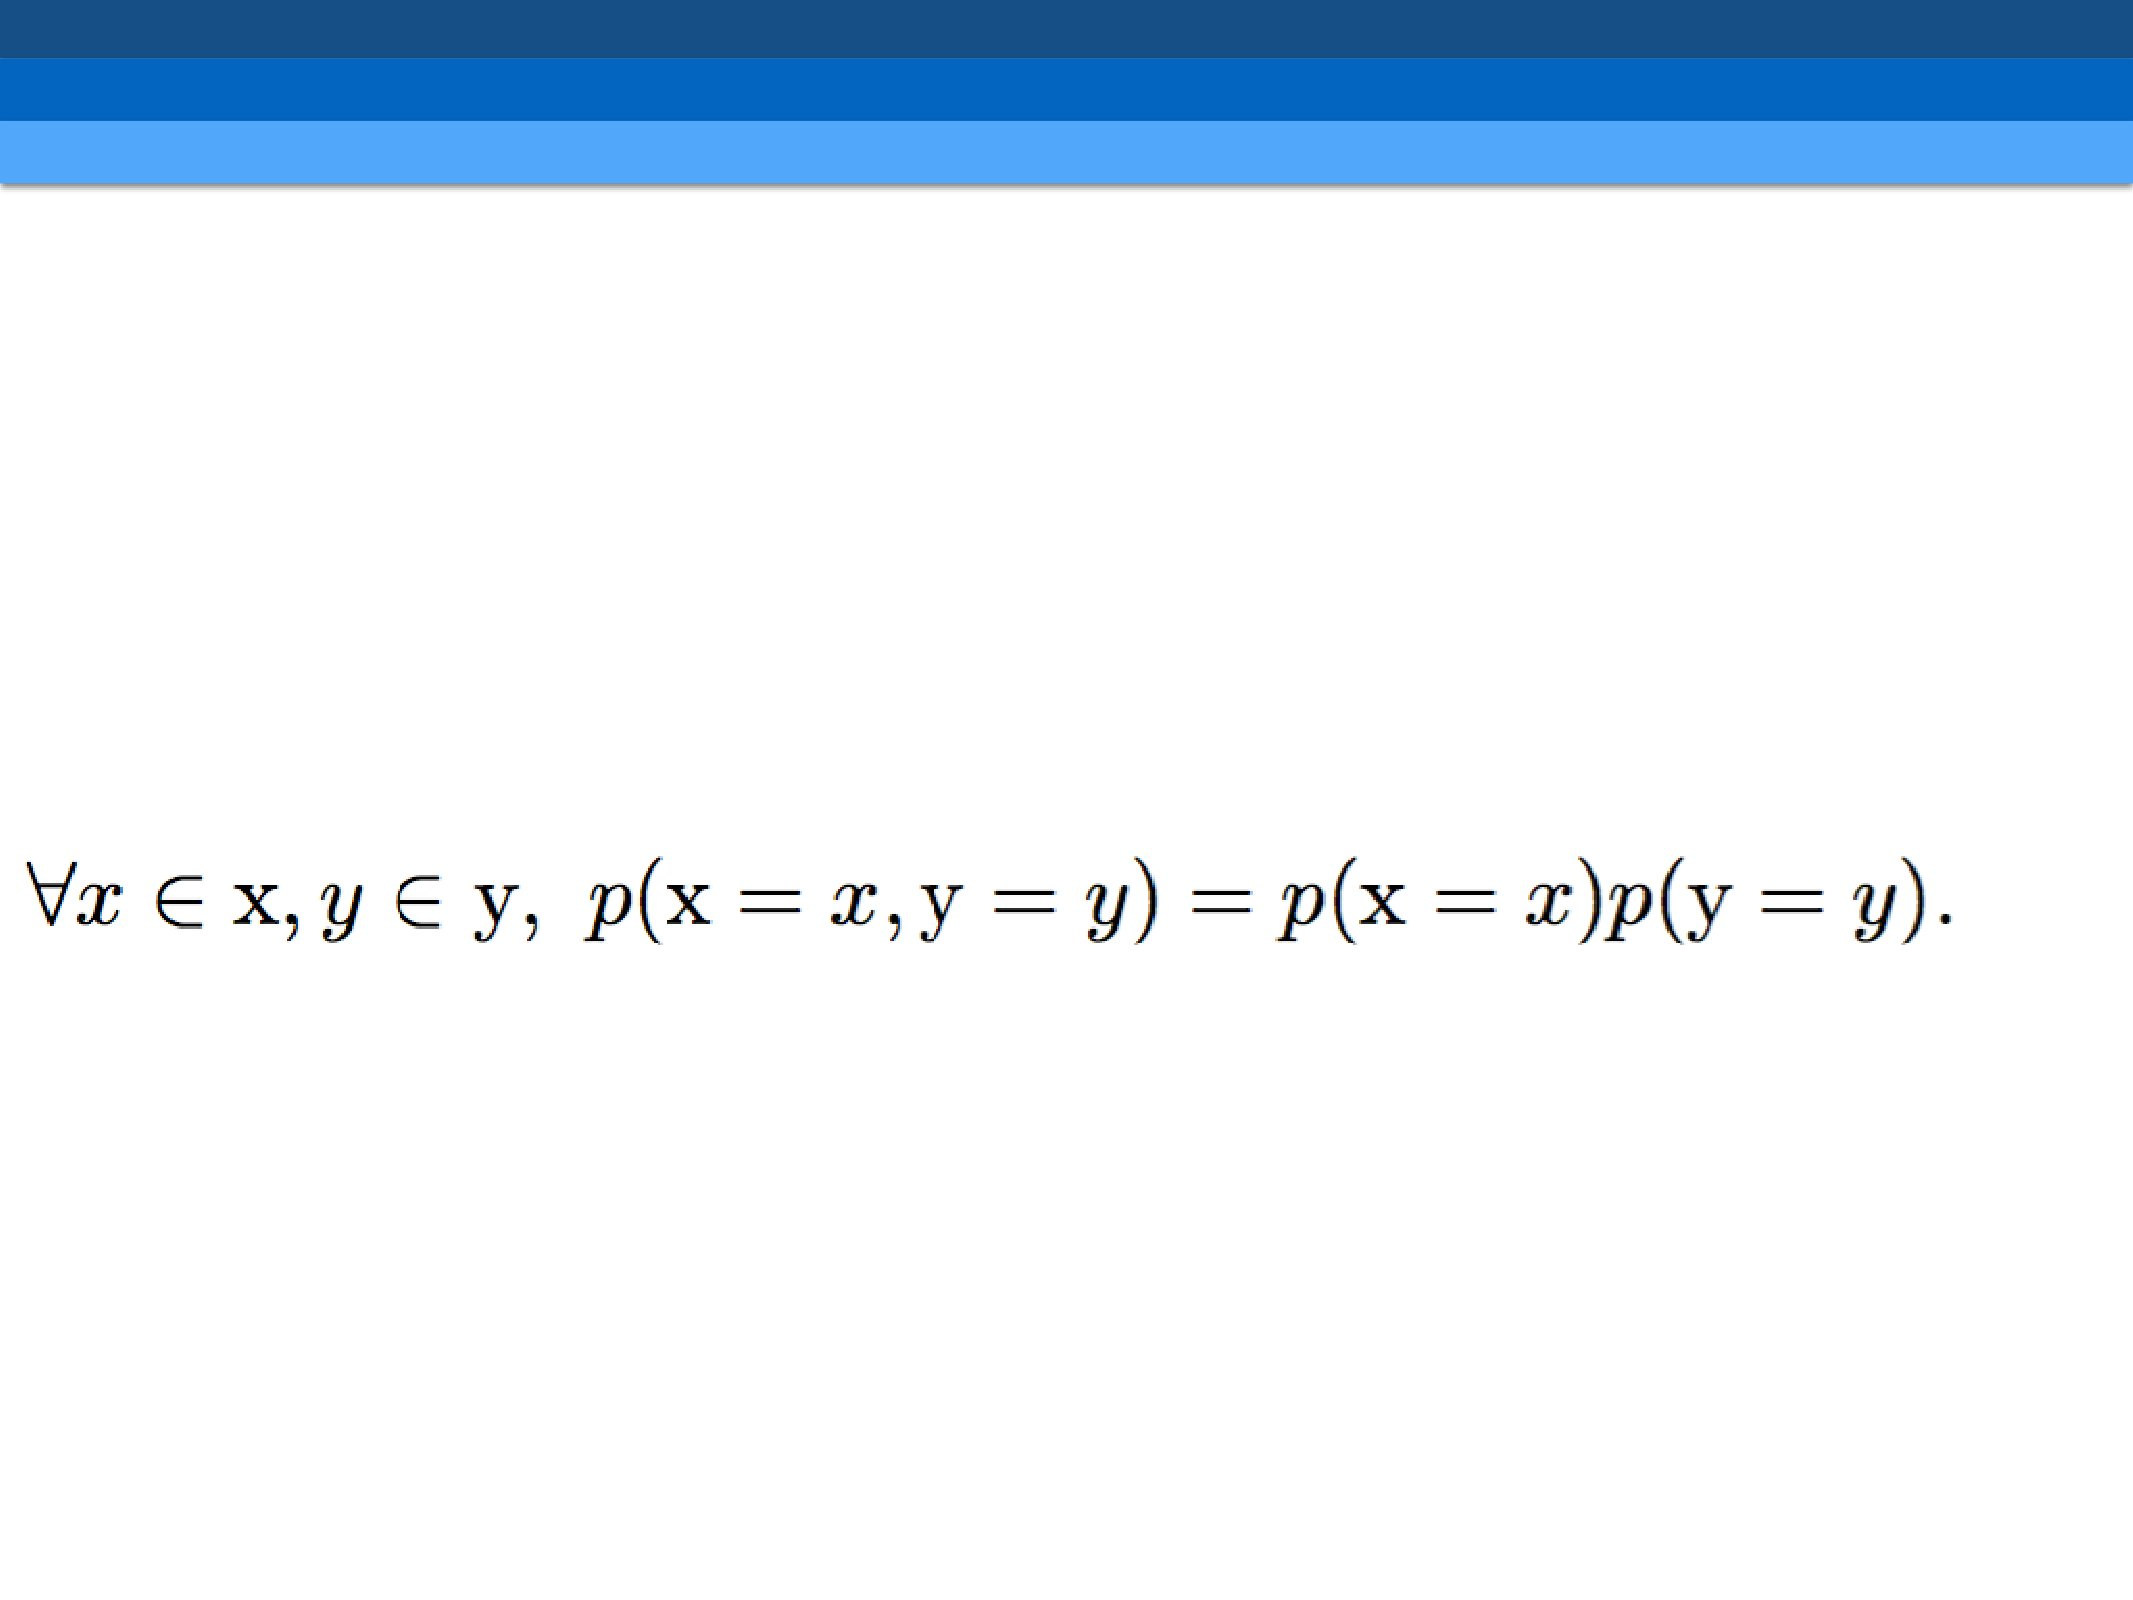 ∀x ∈ x, y ∈ y, p(x = x, y = y) = p(x = x)p(y = y).